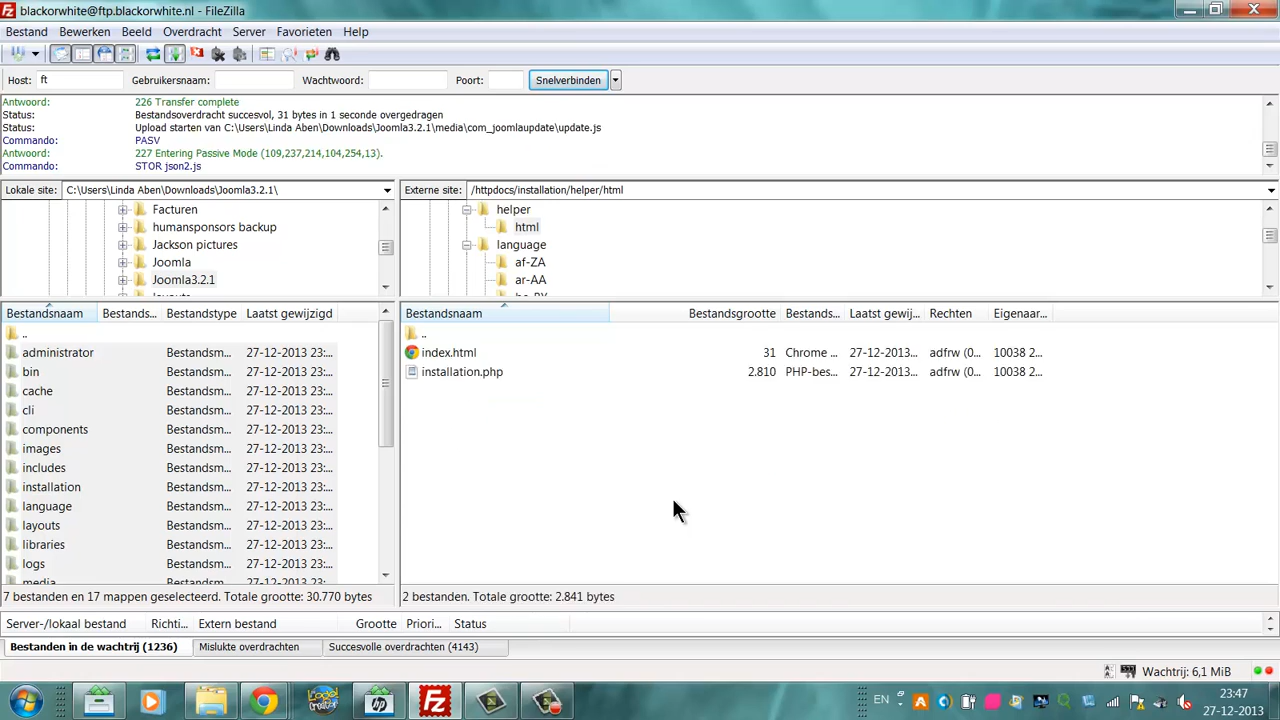 blackorwhite@ftp.blackorwhite.nl - FileZilla
Bestand Bewerken Beeld Overdracht Server Favorieten Help
Host: ft Gebruikersnaam: Wachtwoord: Poort: Snelverbinden
Antwoord: 226 Transfer complete
Status: Bestandsoverdracht succesvol, 31 bytes in 1 seconde overgedragen
Status: Upload starten van C:\Users\Linda Aben\Downloads\Joomla3.2.1\media\com_joomlaupdate\update.js
Commando: PASV
Antwoord: 227 Entering Passive Mode (109,237,214,104,254,13).
Commando: STOR json2.js
Lokale site: C:\Users\Linda Aben\Downloads\Joomla3.2.1\ Externe site: /httpdocs/installation/helper/html
Facturen helper
humansponsors backup html
Jackson pictures language
Joomla af-ZA
Joomla3.2.1 ar-AA
Bestandsnaam Bestands... Bestandstype Laatst gewijzigd Bestandsnaam Bestandsgrootte Bestands... Laatst gewij... Rechten Eigenaar...
.. ..
administrator Bestandsm... 27-12-2013 23:... index.html 31 Chrome ... 27-12-2013... adfrw (0... 10038 2...
bin Bestandsm... 27-12-2013 23:... installation.php 2.810 PHP-bes... 27-12-2013... adfrw (0... 10038 2...
cache Bestandsm... 27-12-2013 23:...
cli Bestandsm... 27-12-2013 23:...
components Bestandsm... 27-12-2013 23:...
images Bestandsm... 27-12-2013 23:...
includes Bestandsm... 27-12-2013 23:...
installation Bestandsm... 27-12-2013 23:...
language Bestandsm... 27-12-2013 23:...
layouts Bestandsm... 27-12-2013 23:...
libraries Bestandsm... 27-12-2013 23:...
logs Bestandsm... 27-12-2013 23:...
media Bestandsm... 27-12-2013 23:...
7 bestanden en 17 mappen geselecteerd. Totale grootte: 30.770 bytes 2 bestanden. Totale grootte: 2.841 bytes
Server-/lokaal bestand Richti... Extern bestand Grootte Priori... Status
Bestanden in de wachtrij (1236) Mislukte overdrachten Succesvolle overdrachten (4143)
Wachtrij: 6,1 MiB
EN 23:47
27-12-2013